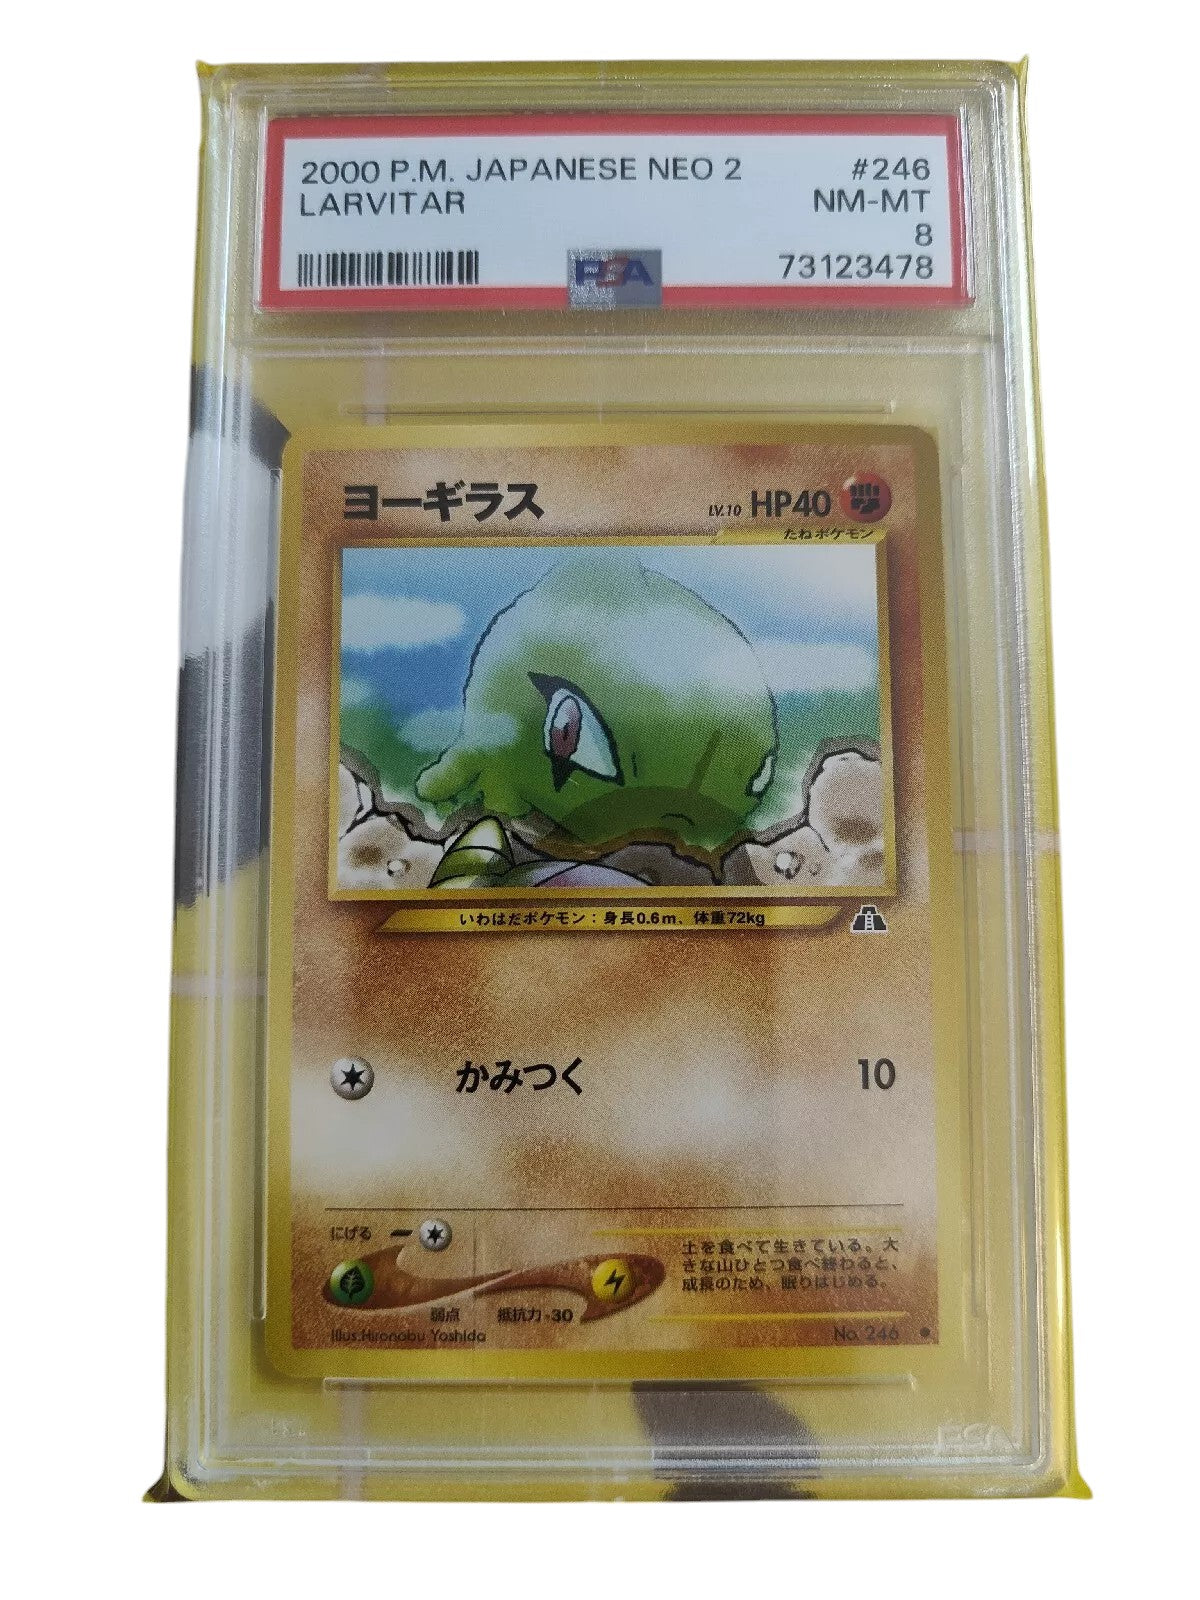 2000 P.M. JAPANESE NEO 2 #246
LARVITAR NM-MT
8
PSA 73123478
ヨーギラス LV.10 HP40
たねポケモン
いわはだポケモン：身長0.6m、体重72kg
かみつく 10
にげる
土を食べて生きている。大
きな山ひとつ食べ終わると、
成長のため、眠りはじめる。
弱点 抵抗力-30
Illus.Hironobu Yoshida No. 246
PSA